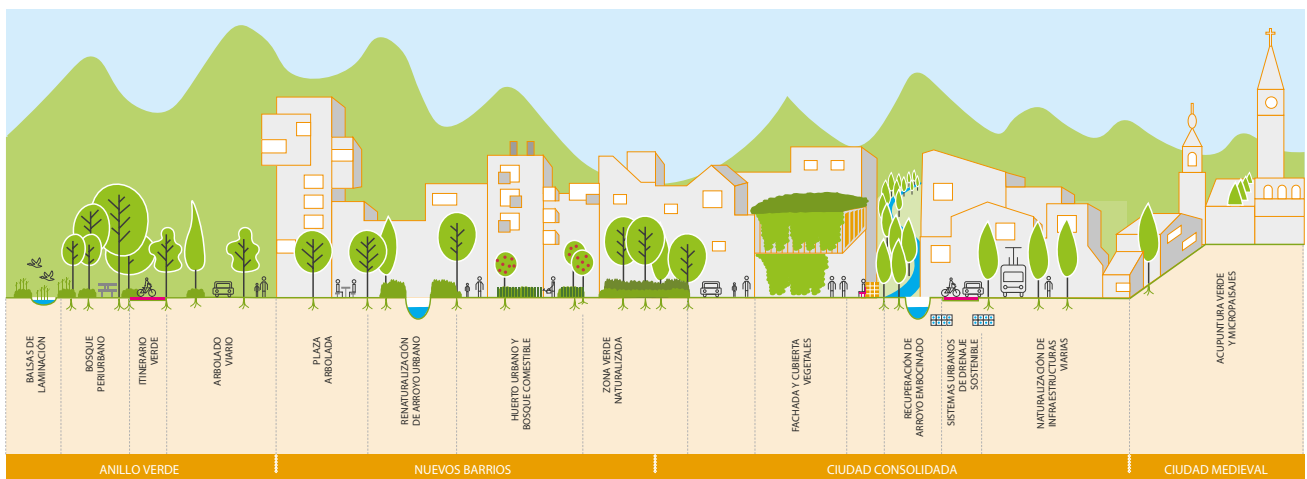 BALSAS DE
LAMINACIÓN
BOSQUE
PERIURBANO
ITINERARIO
VERDE
ARBOLADO
VIARIO
PLAZA
ARBOLADA
RENATURALIZACIÓN
DE ARROYO URBANO
HUERTO URBANO Y
BOSQUE COMESTIBLE
ZONA VERDE
NATURALIZADA
FACHADA Y CUBIERTA
VEGETALES
RECUPERACIÓN DE
ARROYO EMBOCINADO
SISTEMAS URBANOS
DE DRENAJE
SOSTENIBLE
NATURALIZACIÓN DE
INFRAESTRUCTURAS
VIARIAS
ACUPUNTURA VERDE
Y MICROPAISAJES
ANILLO VERDE
NUEVOS BARRIOS
CIUDAD CONSOLIDADA
CIUDAD MEDIEVAL